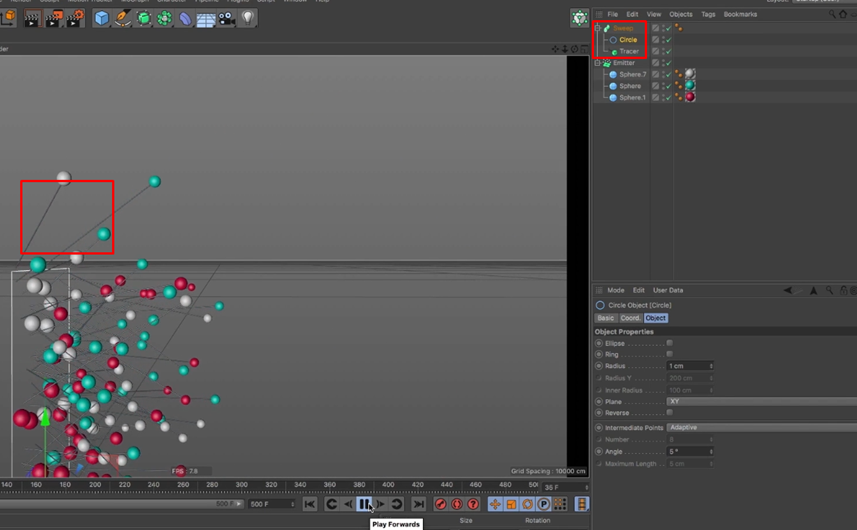 File Edit View Objects Tags Bookmarks
Sweep
Circle
Tracer
Emitter
Sphere.7
Sphere
Sphere.1
Mode Edit User Data
Circle Object [Circle]
Basic Coord. Object
Object Properties
Ellipse
Ring
Radius 1 cm
Radius Y 200 cm
Inner Radius 100 cm
Plane XY
Reverse
Intermediate Points Adaptive
Number 8
Angle 5 °
Maximum Length 5 cm
FPS : 7.8
Grid Spacing : 10000 cm
140 160 180 200 220 240 260 280 300 320 340 360 380 400 420 440 460 480 35 F
500 F 500 F
Play Forwards
Size Rotation